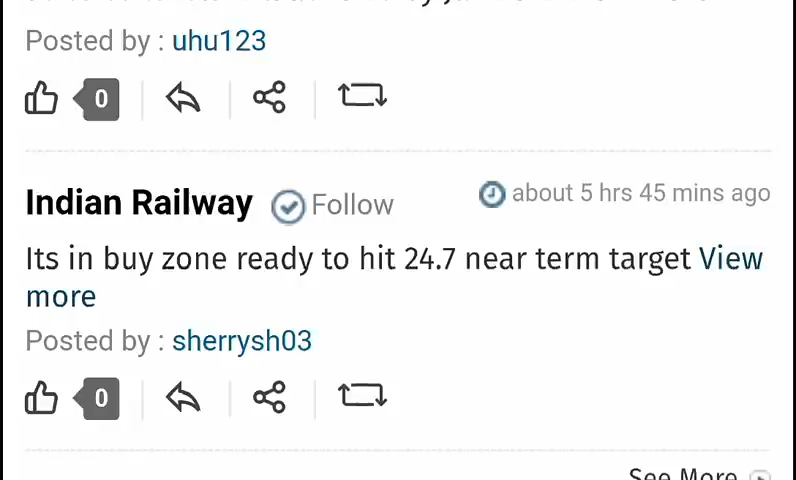 Posted by : uhu123
0
Indian Railway Follow about 5 hrs 45 mins ago
Its in buy zone ready to hit 24.7 near term target View
more
Posted by : sherrysh03
0
See More